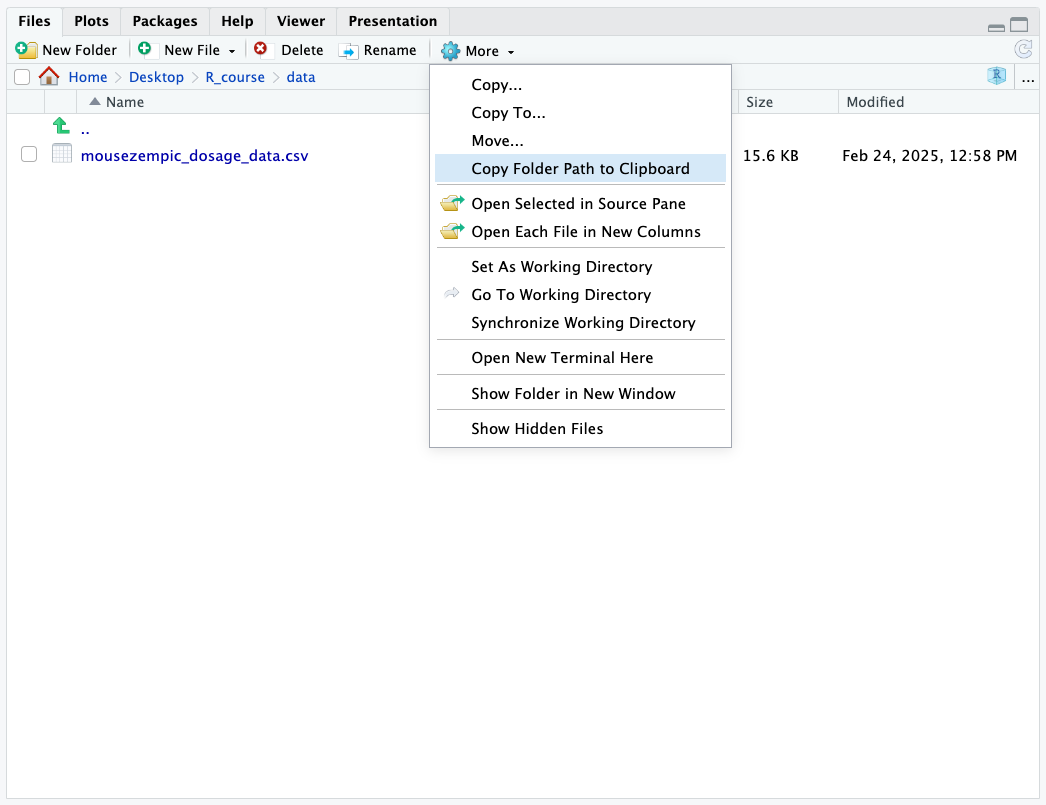 Files Plots Packages Help Viewer Presentation
New Folder New File Delete Rename More
Home Desktop R_course data R ...
Name Size Modified
..
mousezempic_dosage_data.csv 15.6 KB Feb 24, 2025, 12:58 PM
Copy...
Copy To...
Move...
Copy Folder Path to Clipboard
Open Selected in Source Pane
Open Each File in New Columns
Set As Working Directory
Go To Working Directory
Synchronize Working Directory
Open New Terminal Here
Show Folder in New Window
Show Hidden Files